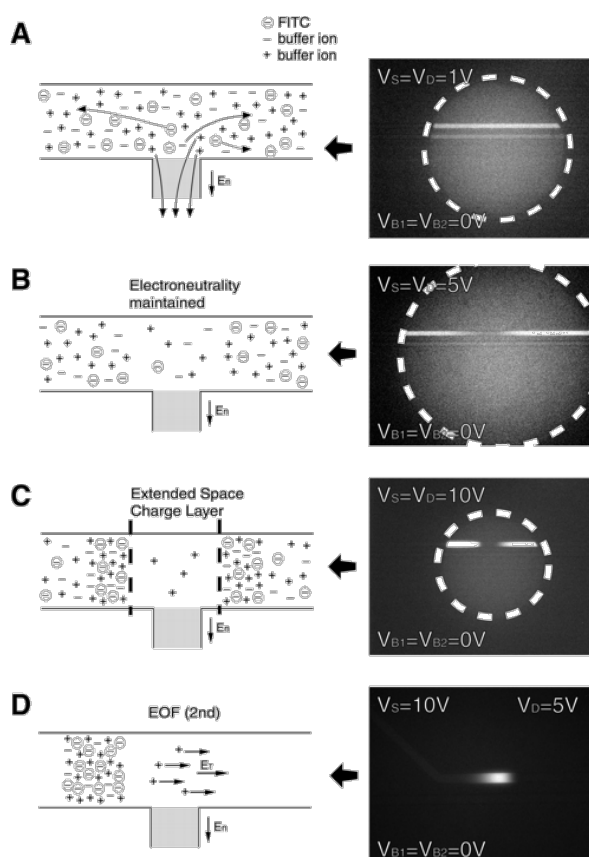 FITC
buffer ion
buffer ion
A
En
VS=VD=1V
VB1=VB2=0V
B
Electroneutrality
maintained
En
VS=VD=5V
VB1=VB2=0V
C
Extended Space
Charge Layer
En
VS=VD=10V
VB1=VB2=0V
D
EOF (2nd)
ET
En
VS=10V VD=5V
VB1=VB2=0V